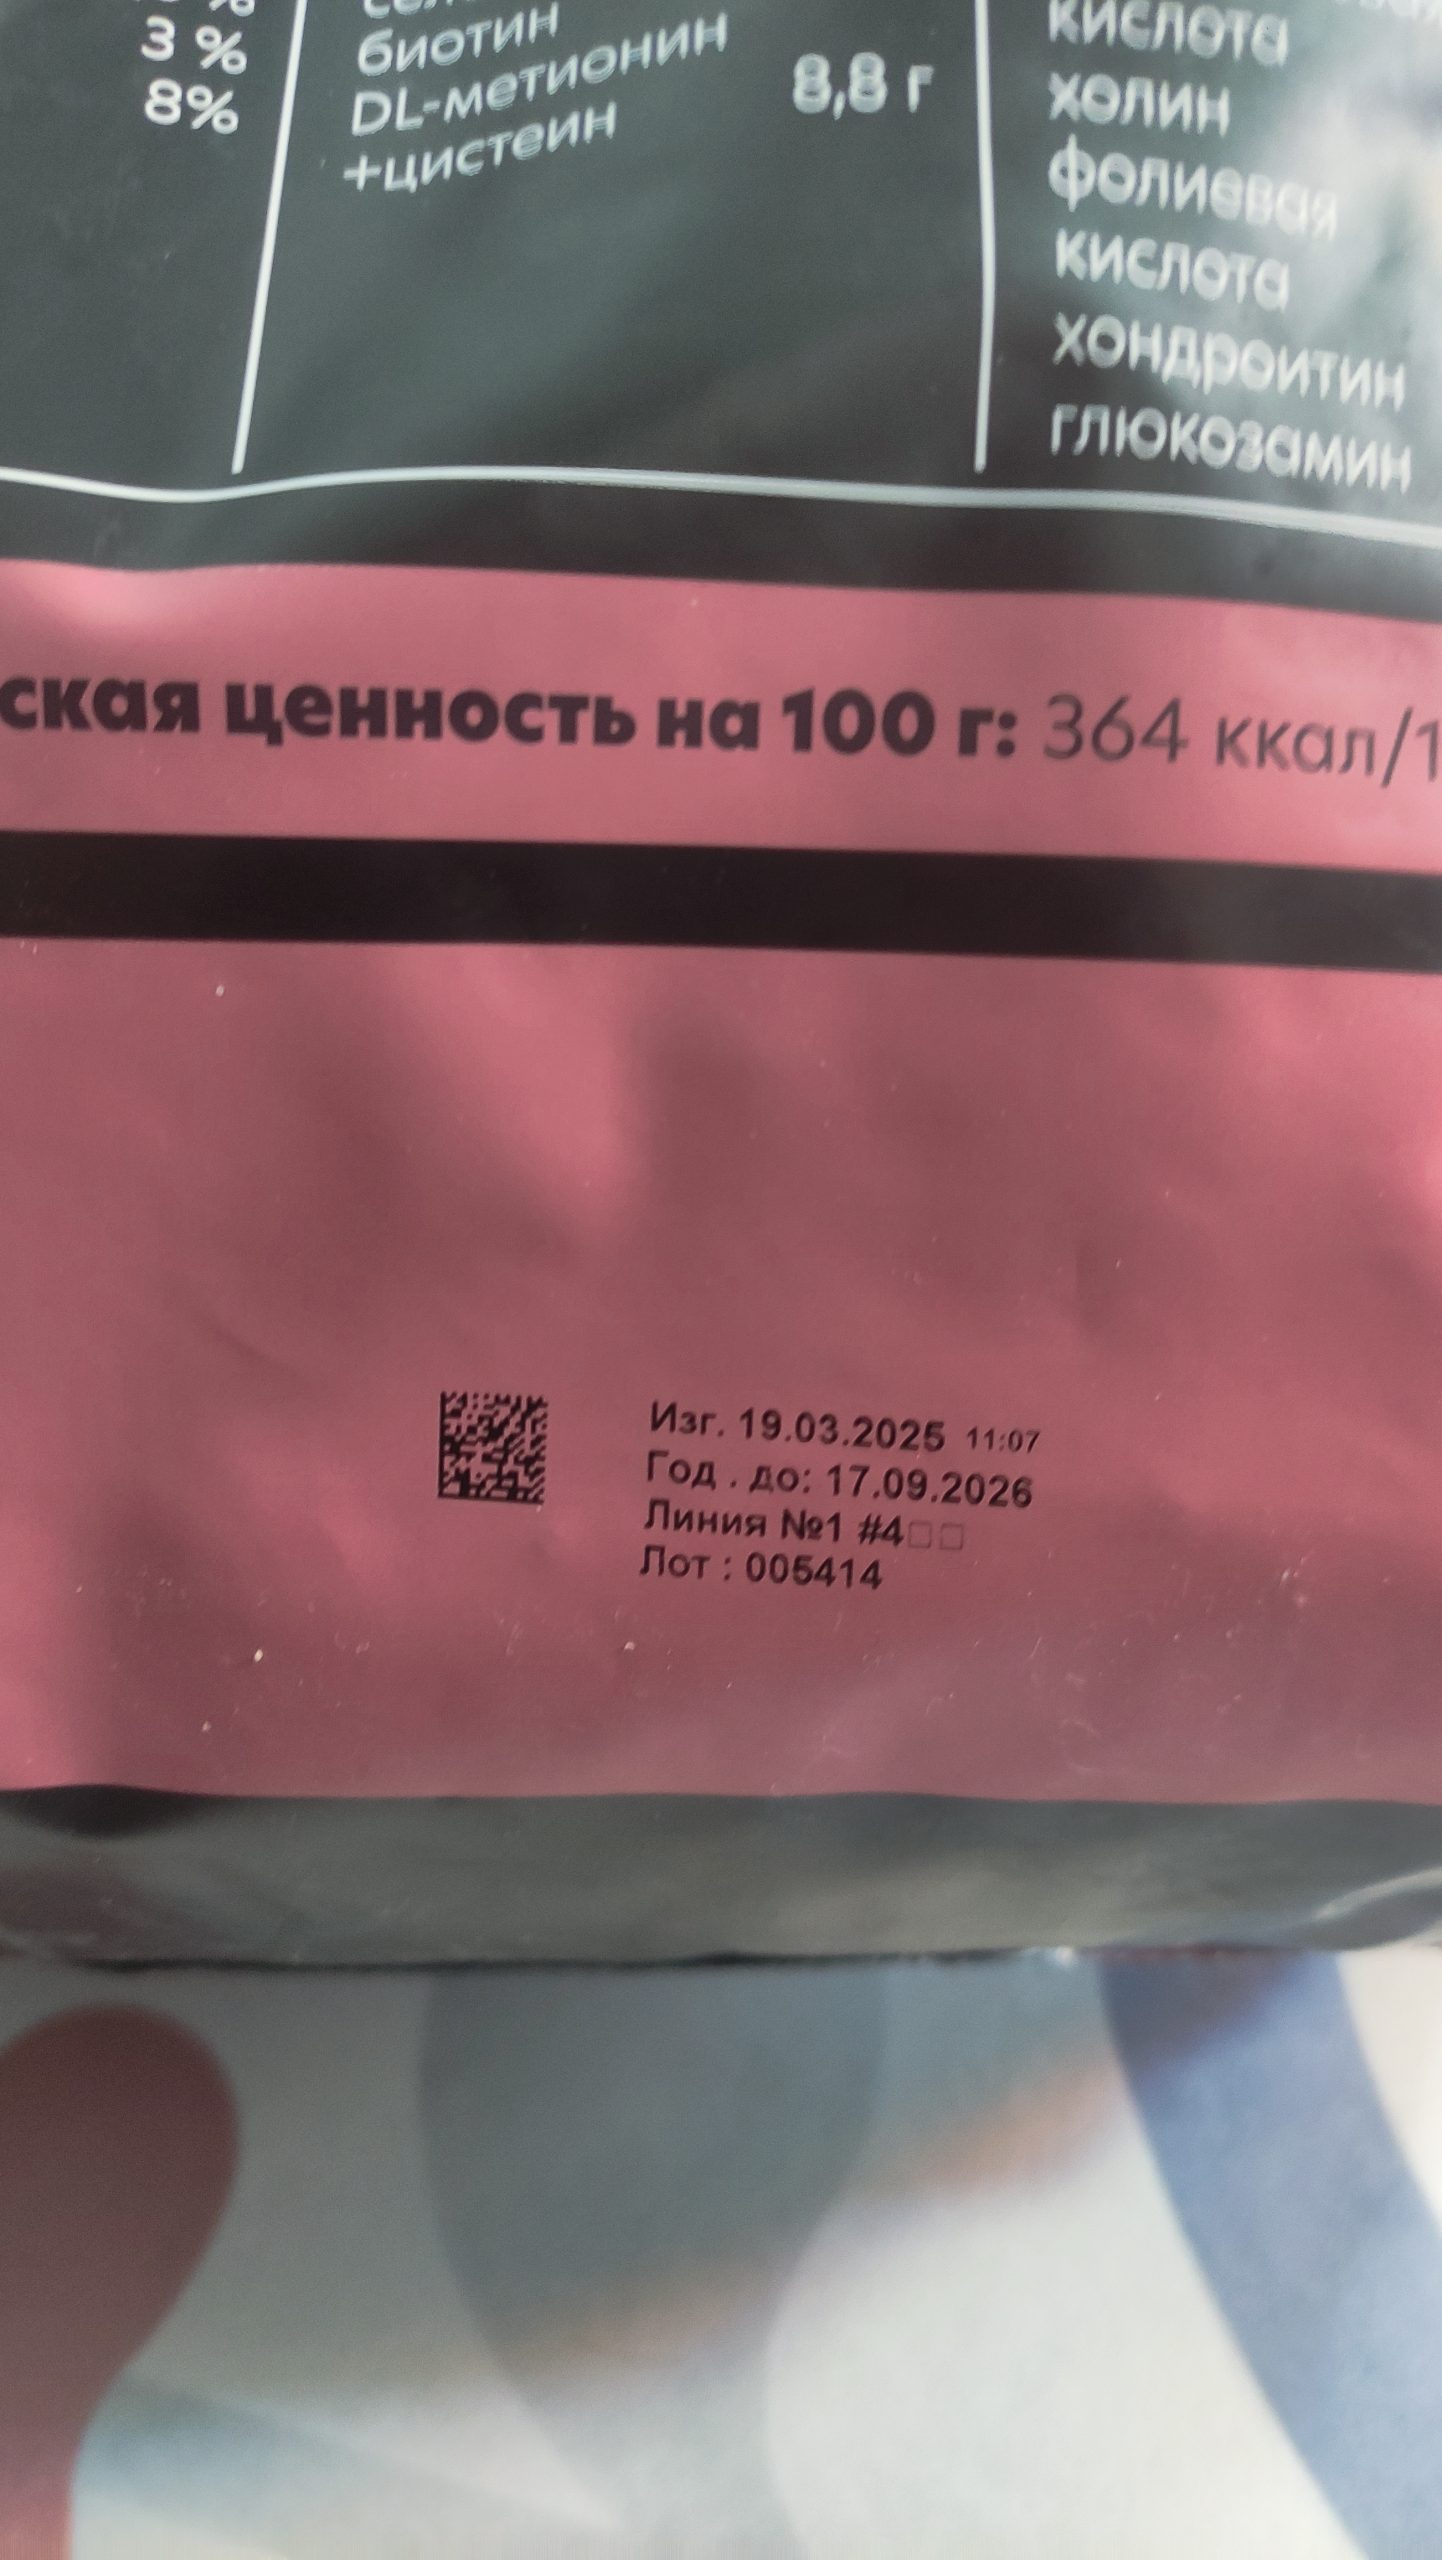 3 %
8%
биотин
DL-метионин
+цистеин
8,8 г
кислота
холин
фолиевая
кислота
хондроитин
глюкозамин
ская ценность на 100 г: 364 ккал/1
Изг. 19.03.2025 11:07
Год . до: 17.09.2026
Линия №1 #4□□
Лот : 005414